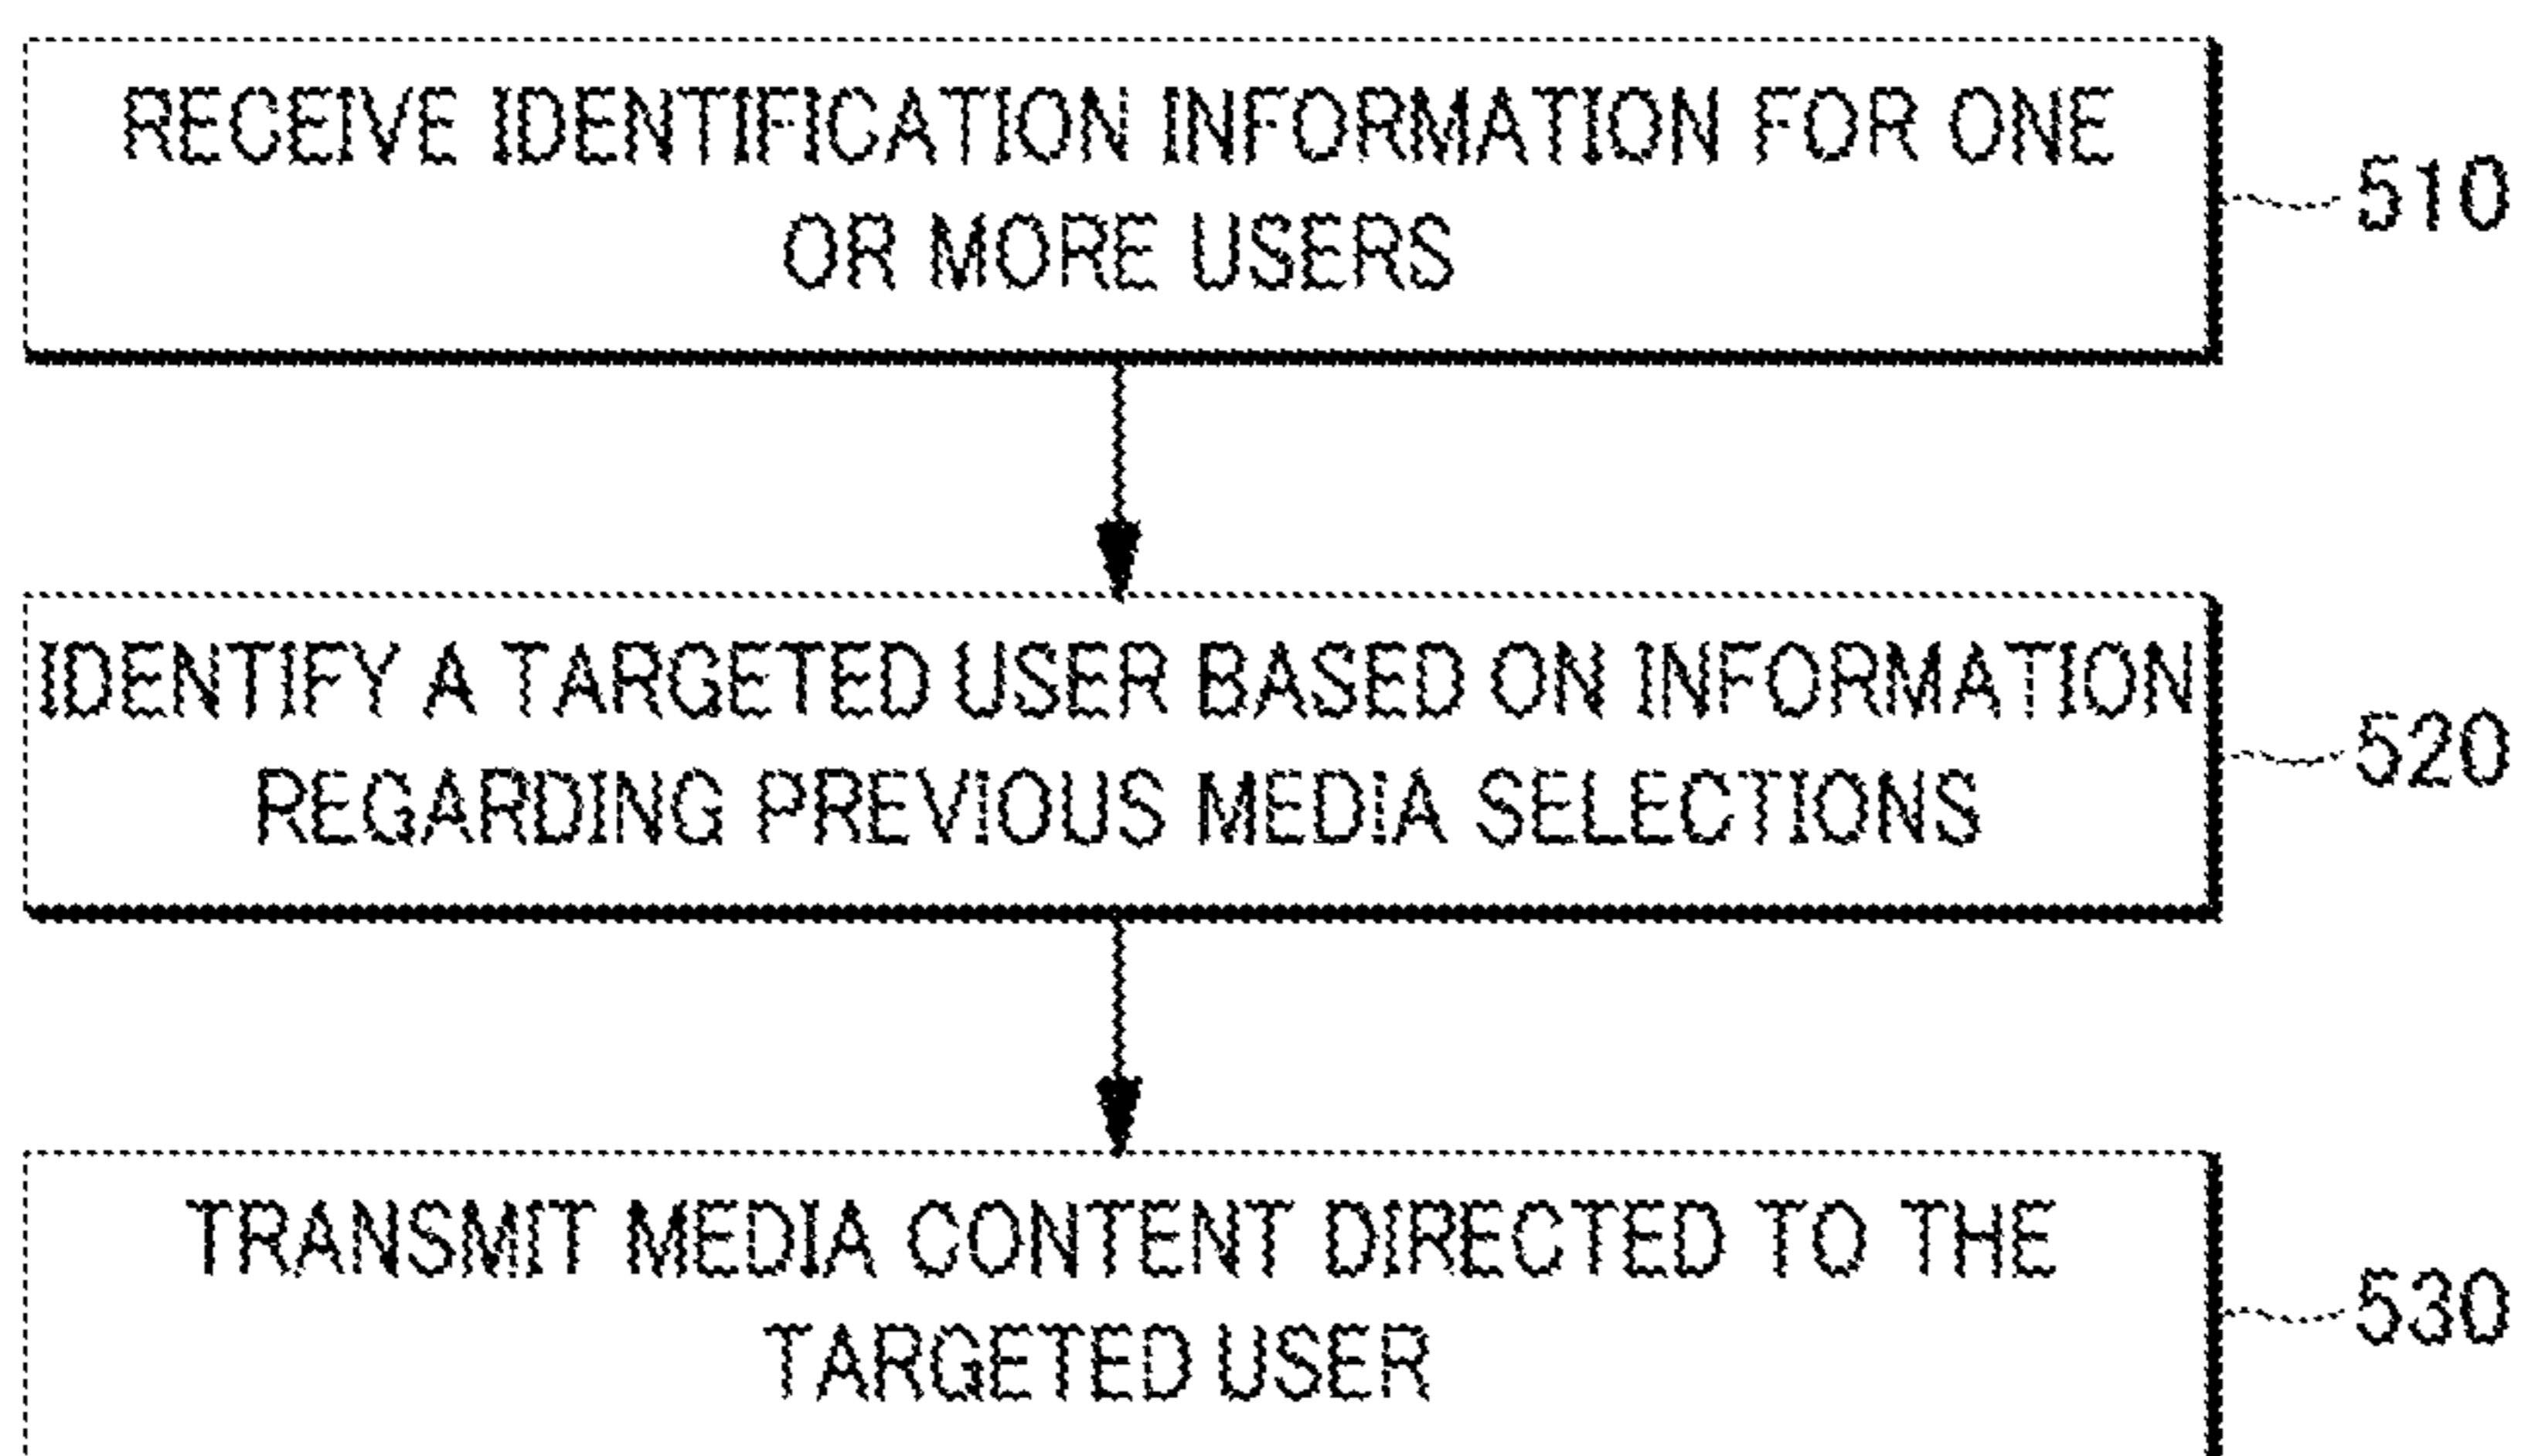 RECEIVE IDENTIFICATION INFORMATION FOR ONE
OR MORE USERS
510
IDENTIFY A TARGETED USER BASED ON INFORMATION
REGARDING PREVIOUS MEDIA SELECTIONS
520
TRANSMIT MEDIA CONTENT DIRECTED TO THE
TARGETED USER
530